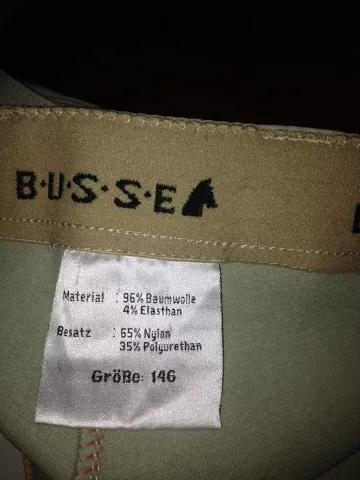 B·U·S·S·E
Material : 96% Baumwolle
4% Elasthan
Besatz : 65% Nylon
35% Polyurethan
Größe: 146